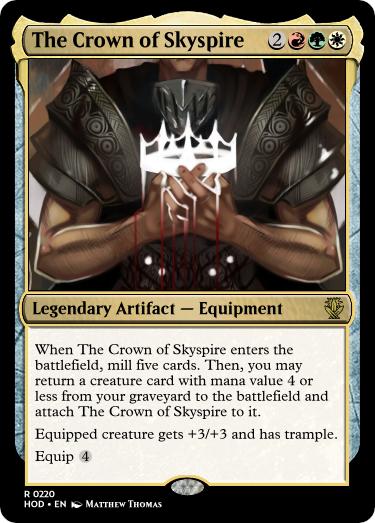 The Crown of Skyspire 2
Legendary Artifact — Equipment
When The Crown of Skyspire enters the
battlefield, mill five cards. Then, you may
return a creature card with mana value 4 or
less from your graveyard to the battlefield and
attach The Crown of Skyspire to it.
Equipped creature gets +3/+3 and has trample.
Equip 4
R 0220
HOD • EN Matthew Thomas